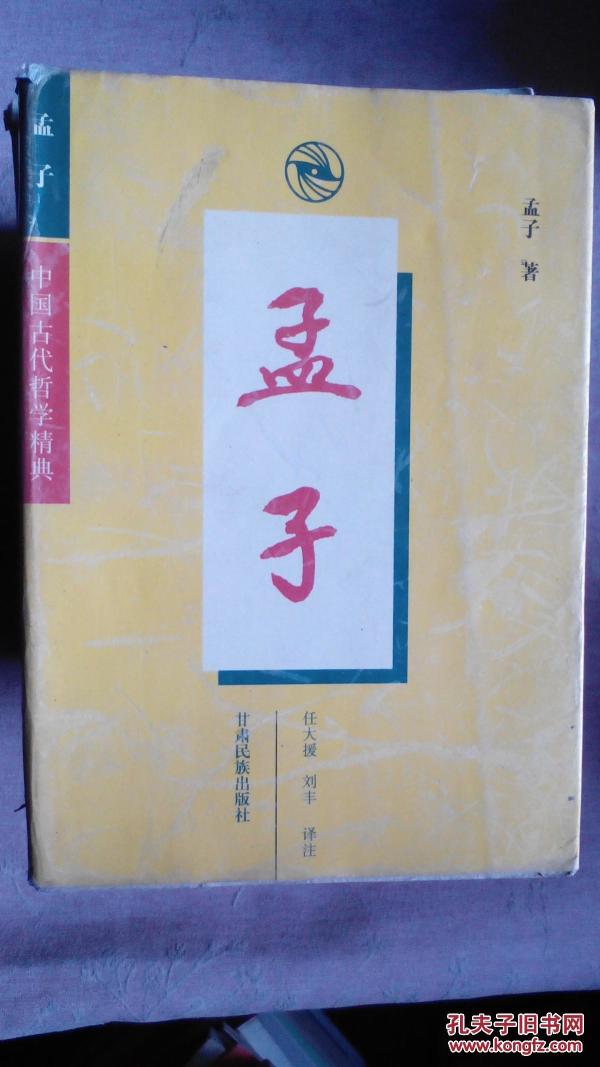 孟子
中国古代哲学精典
孟子 著
孟子
任大援 刘丰 译注
甘肃民族出版社
孔夫子旧书网
www.kongfz.com